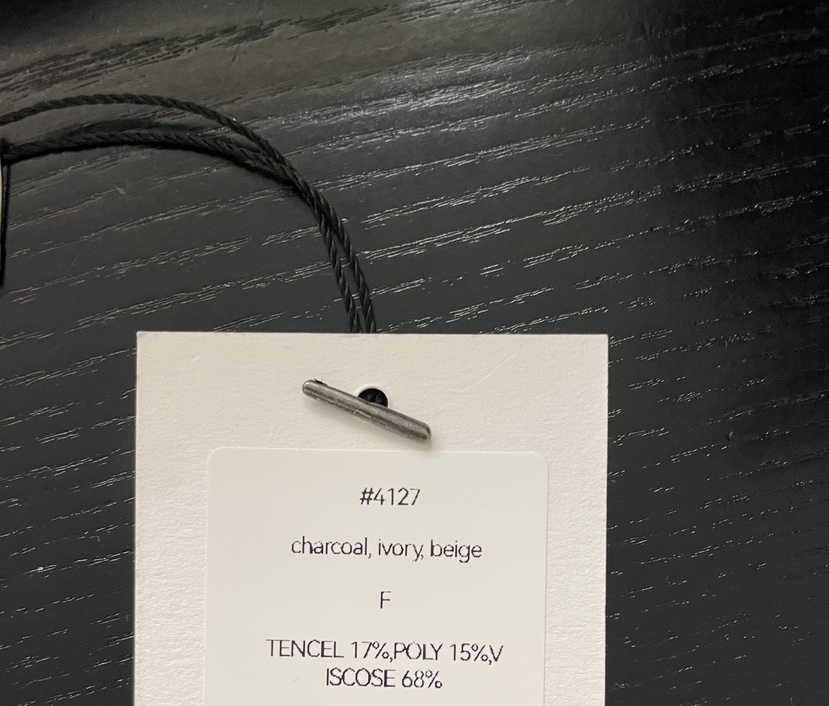 #4127
charcoal, ivory, beige
F
TENCEL 17%,POLY 15%,V
ISCOSE 68%